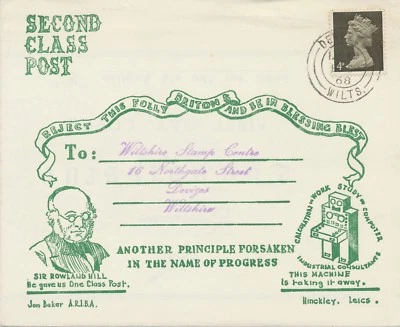 SECOND
CLASS
POST
4D
DE
68
WILTS.
REJECT THIS FOLLY BRITONS AND BE IN BLESSING BLEST
To: Wiltshire Stamp Centre
16 Northgate Street
Devizes
Wiltshire
SIR ROWLAND HILL
He gave us One Class Post.
Jon Baker A.R.I.B.A.
ANOTHER PRINCIPLE FORSAKEN
IN THE NAME OF PROGRESS
CALCULATION WORK STUDY COMPUTER
INDUSTRIAL CONSULTANTS
THIS MACHINE
is taking it away.
Hinckley. Leics.